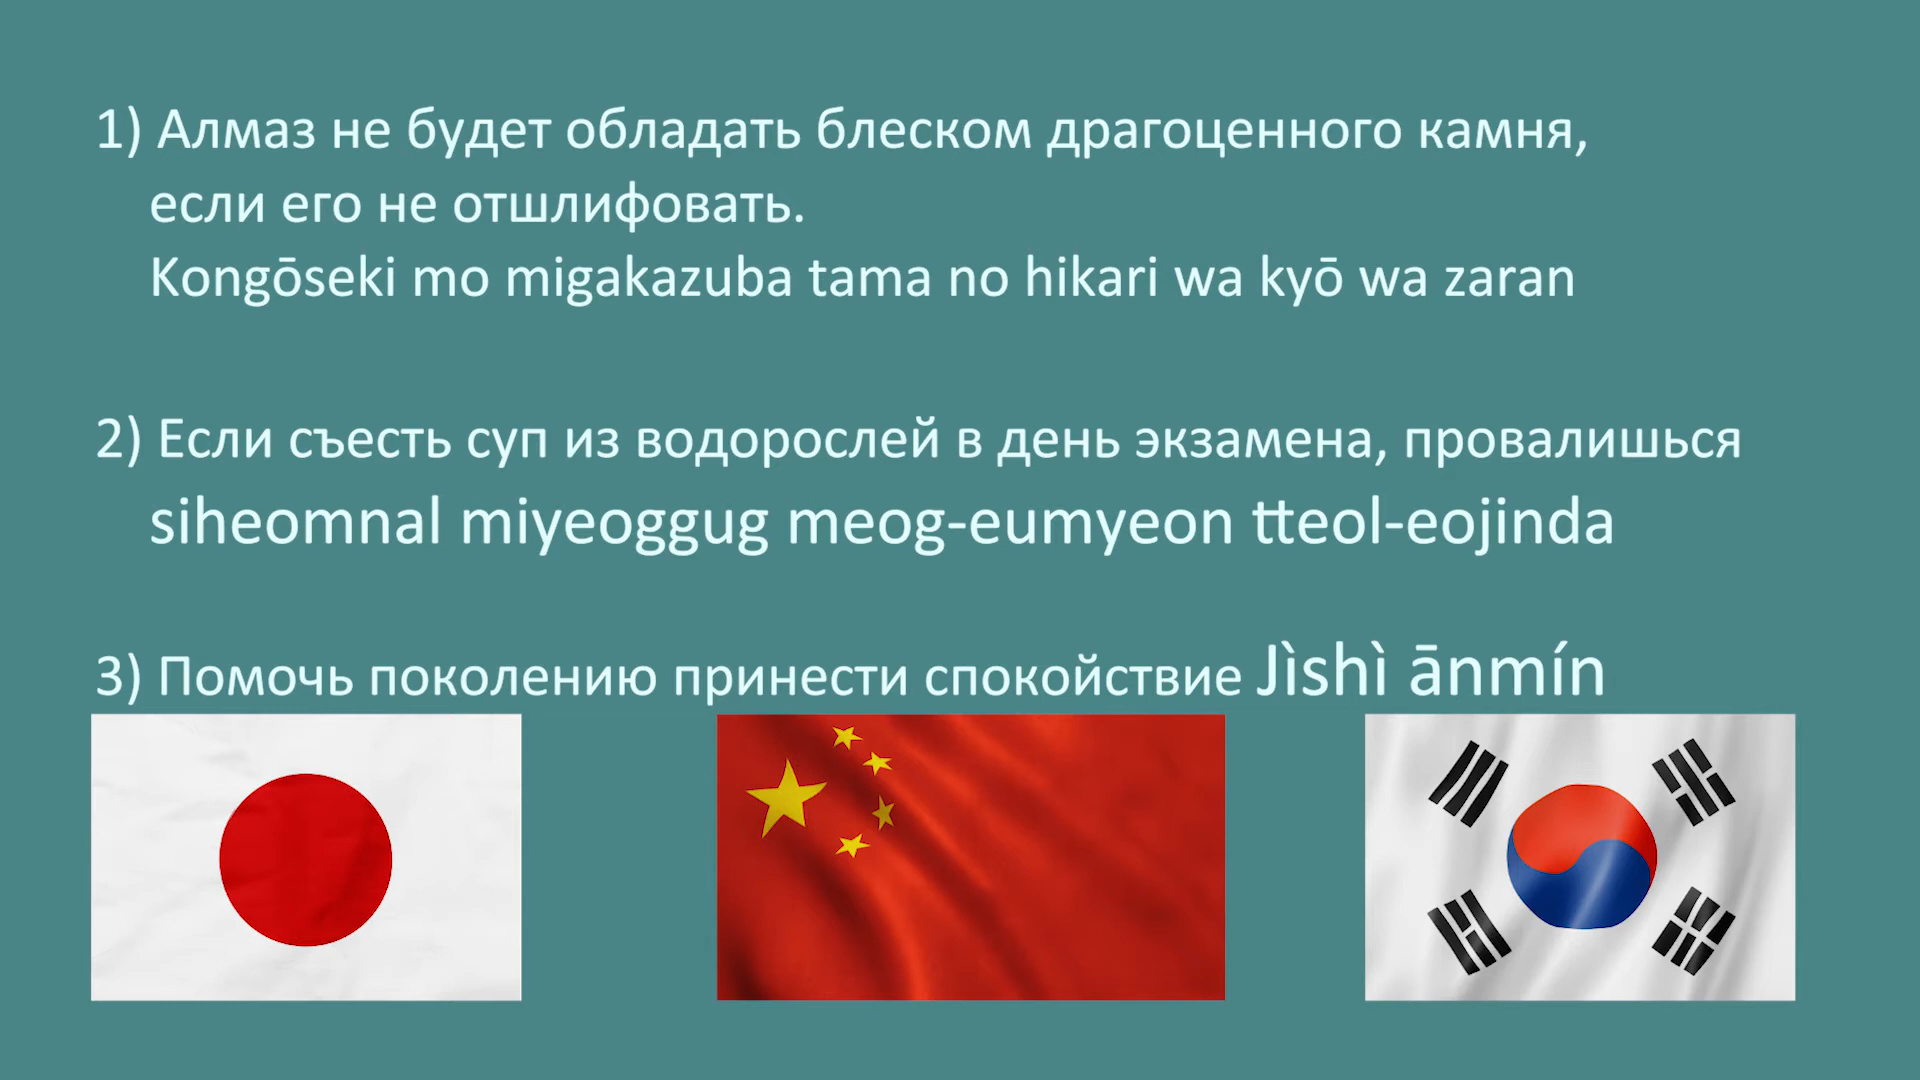 1) Алмаз не будет обладать блеском драгоценного камня,
если его не отшлифовать.
Kongōseki mo migakazuba tama no hikari wa kyō wa zaran
2) Если съесть суп из водорослей в день экзамена, провалишься
siheomnal miyeoggug meog-eumyeon tteol-eojinda
3) Помочь поколению принести спокойствие Jìshì ānmín